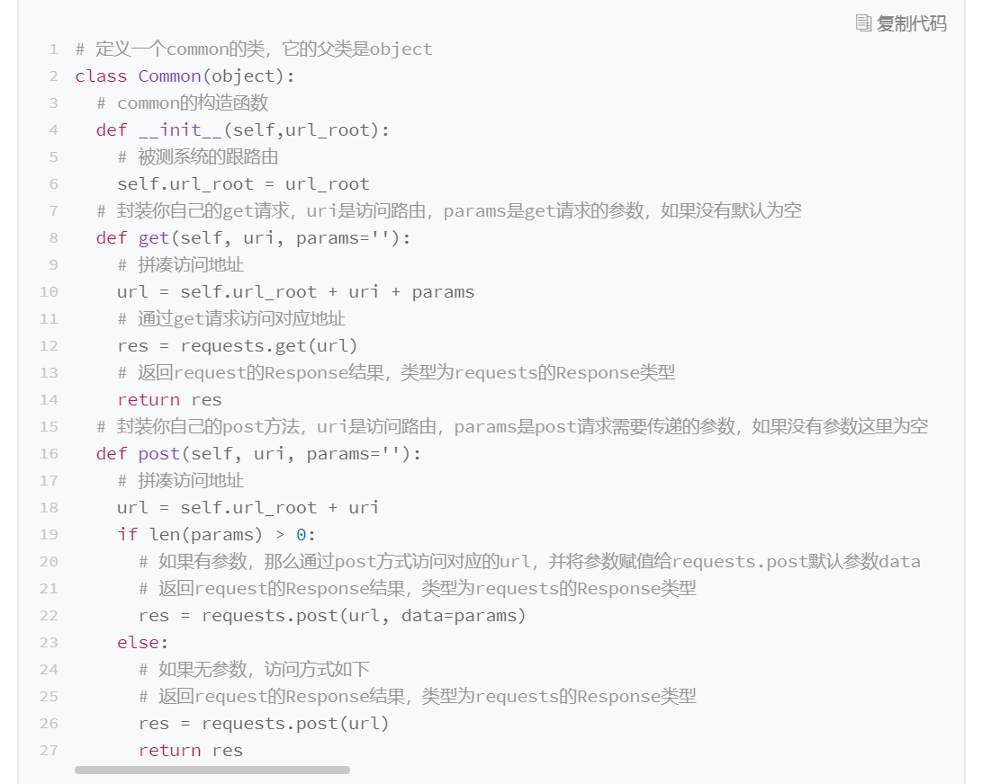 复制代码
1 # 定义一个common的类，它的父类是object
2 class Common(object):
3   # common的构造函数
4   def __init__(self,url_root):
5     # 被测系统的跟路由
6     self.url_root = url_root
7   # 封装你自己的get请求，uri是访问路由，params是get请求的参数，如果没有默认为空
8   def get(self, uri, params=''):
9     # 拼凑访问地址
10     url = self.url_root + uri + params
11     # 通过get请求访问对应地址
12     res = requests.get(url)
13     # 返回request的Response结果，类型为requests的Response类型
14     return res
15   # 封装你自己的post方法，uri是访问路由，params是post请求需要传递的参数，如果没有参数这里为空
16   def post(self, uri, params=''):
17     # 拼凑访问地址
18     url = self.url_root + uri
19     if len(params) > 0:
20       # 如果有参数，那么通过post方式访问对应的url，并将参数赋值给requests.post默认参数data
21       # 返回request的Response结果，类型为requests的Response类型
22       res = requests.post(url, data=params)
23     else:
24       # 如果无参数，访问方式如下
25       # 返回request的Response结果，类型为requests的Response类型
26       res = requests.post(url)
27       return res